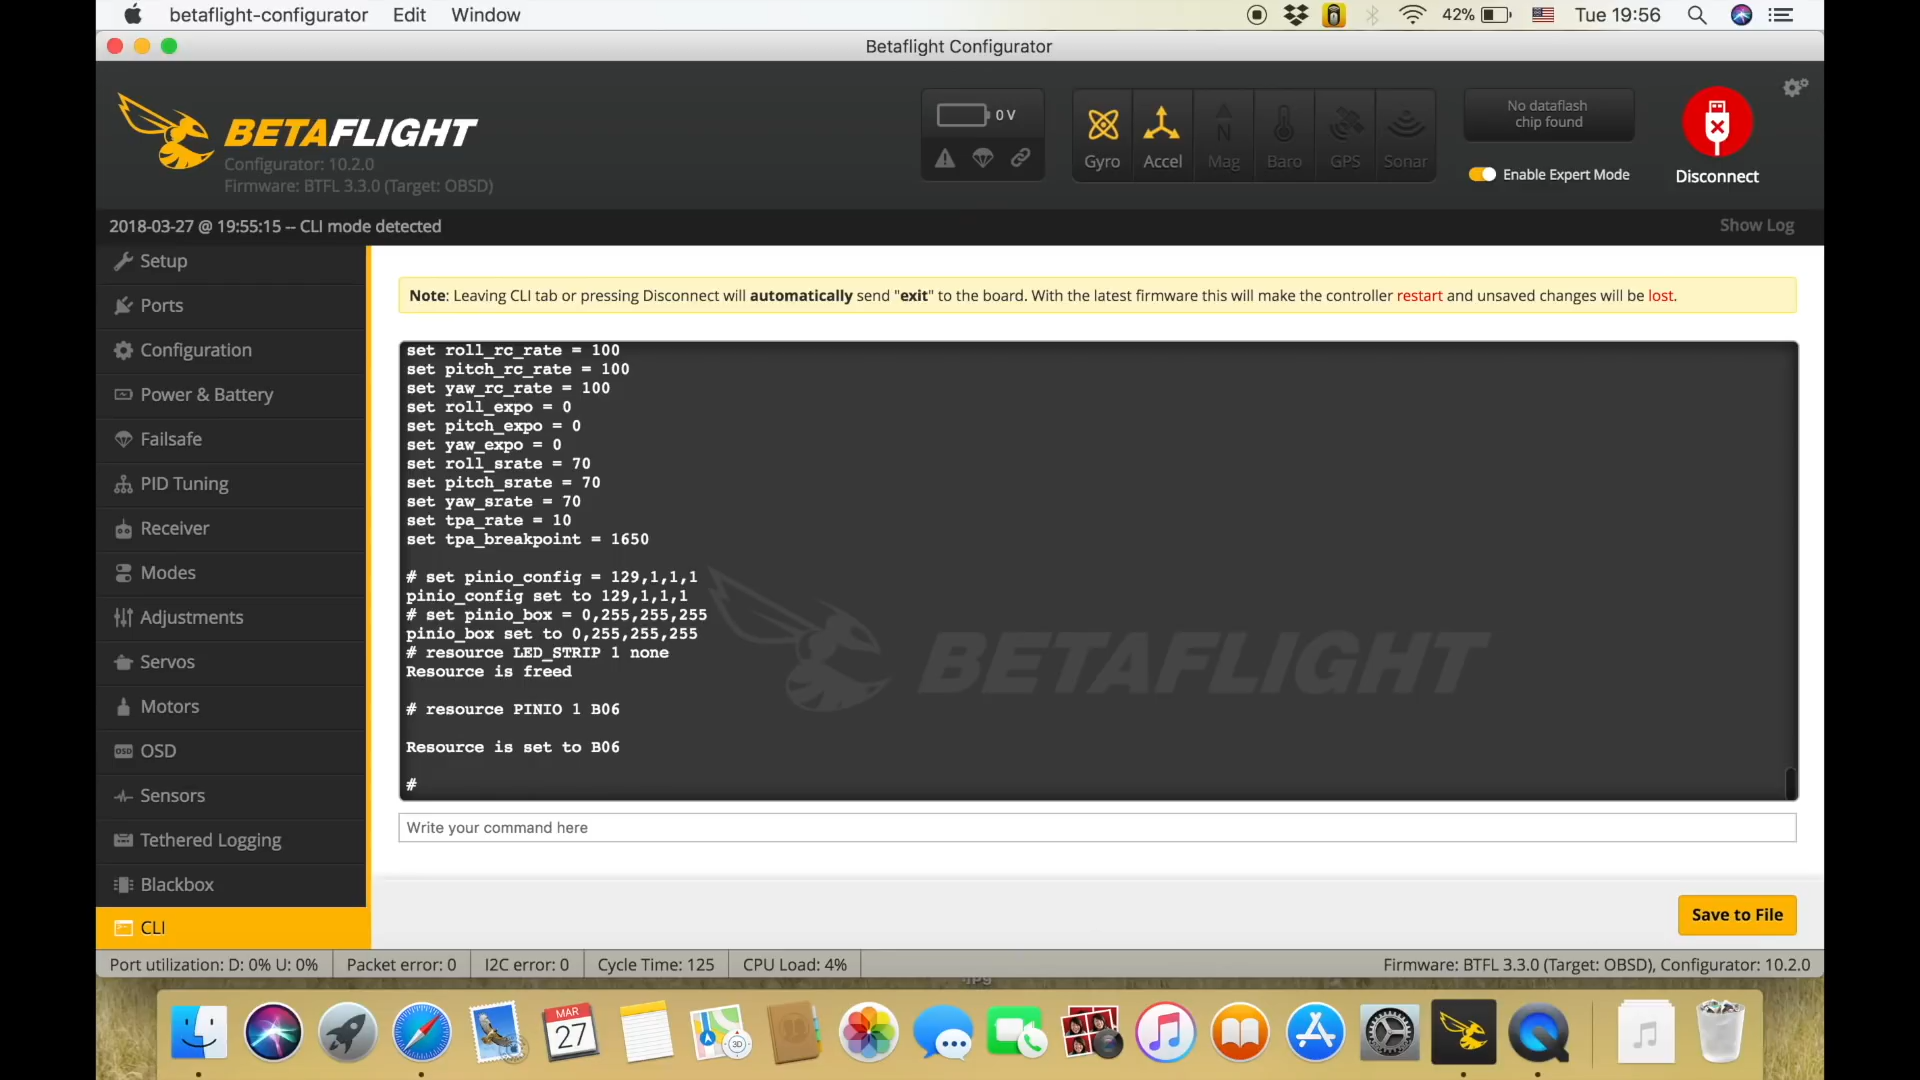 betaflight-configurator Edit Window 42% Tue 19:56
Betaflight Configurator
BETAFLIGHT
Configurator: 10.2.0
Firmware: BTFL 3.3.0 (Target: OBSD)
0 V
Gyro Accel Mag Baro GPS Sonar
No dataflash
chip found
Enable Expert Mode
Disconnect
2018-03-27 @ 19:55:15 -- CLI mode detected
Show Log
Setup
Ports
Configuration
Power & Battery
Failsafe
PID Tuning
Receiver
Modes
Adjustments
Servos
Motors
OSD
Sensors
Tethered Logging
Blackbox
CLI
Note: Leaving CLI tab or pressing Disconnect will automatically send "exit" to the board. With the latest firmware this will make the controller restart and unsaved changes will be lost.
set roll_rc_rate = 100
set pitch_rc_rate = 100
set yaw_rc_rate = 100
set roll_expo = 0
set pitch_expo = 0
set yaw_expo = 0
set roll_srate = 70
set pitch_srate = 70
set yaw_srate = 70
set tpa_rate = 10
set tpa_breakpoint = 1650
# set pinio_config = 129,1,1,1
pinio_config set to 129,1,1,1
# set pinio_box = 0,255,255,255
pinio_box set to 0,255,255,255
# resource LED_STRIP 1 none
Resource is freed
# resource PINIO 1 B06
Resource is set to B06
#
BETAFLIGHT
Write your command here
Save to File
Port utilization: D: 0% U: 0% Packet error: 0 I2C error: 0 Cycle Time: 125 CPU Load: 4% Firmware: BTFL 3.3.0 (Target: OBSD), Configurator: 10.2.0
MAR
27
3D